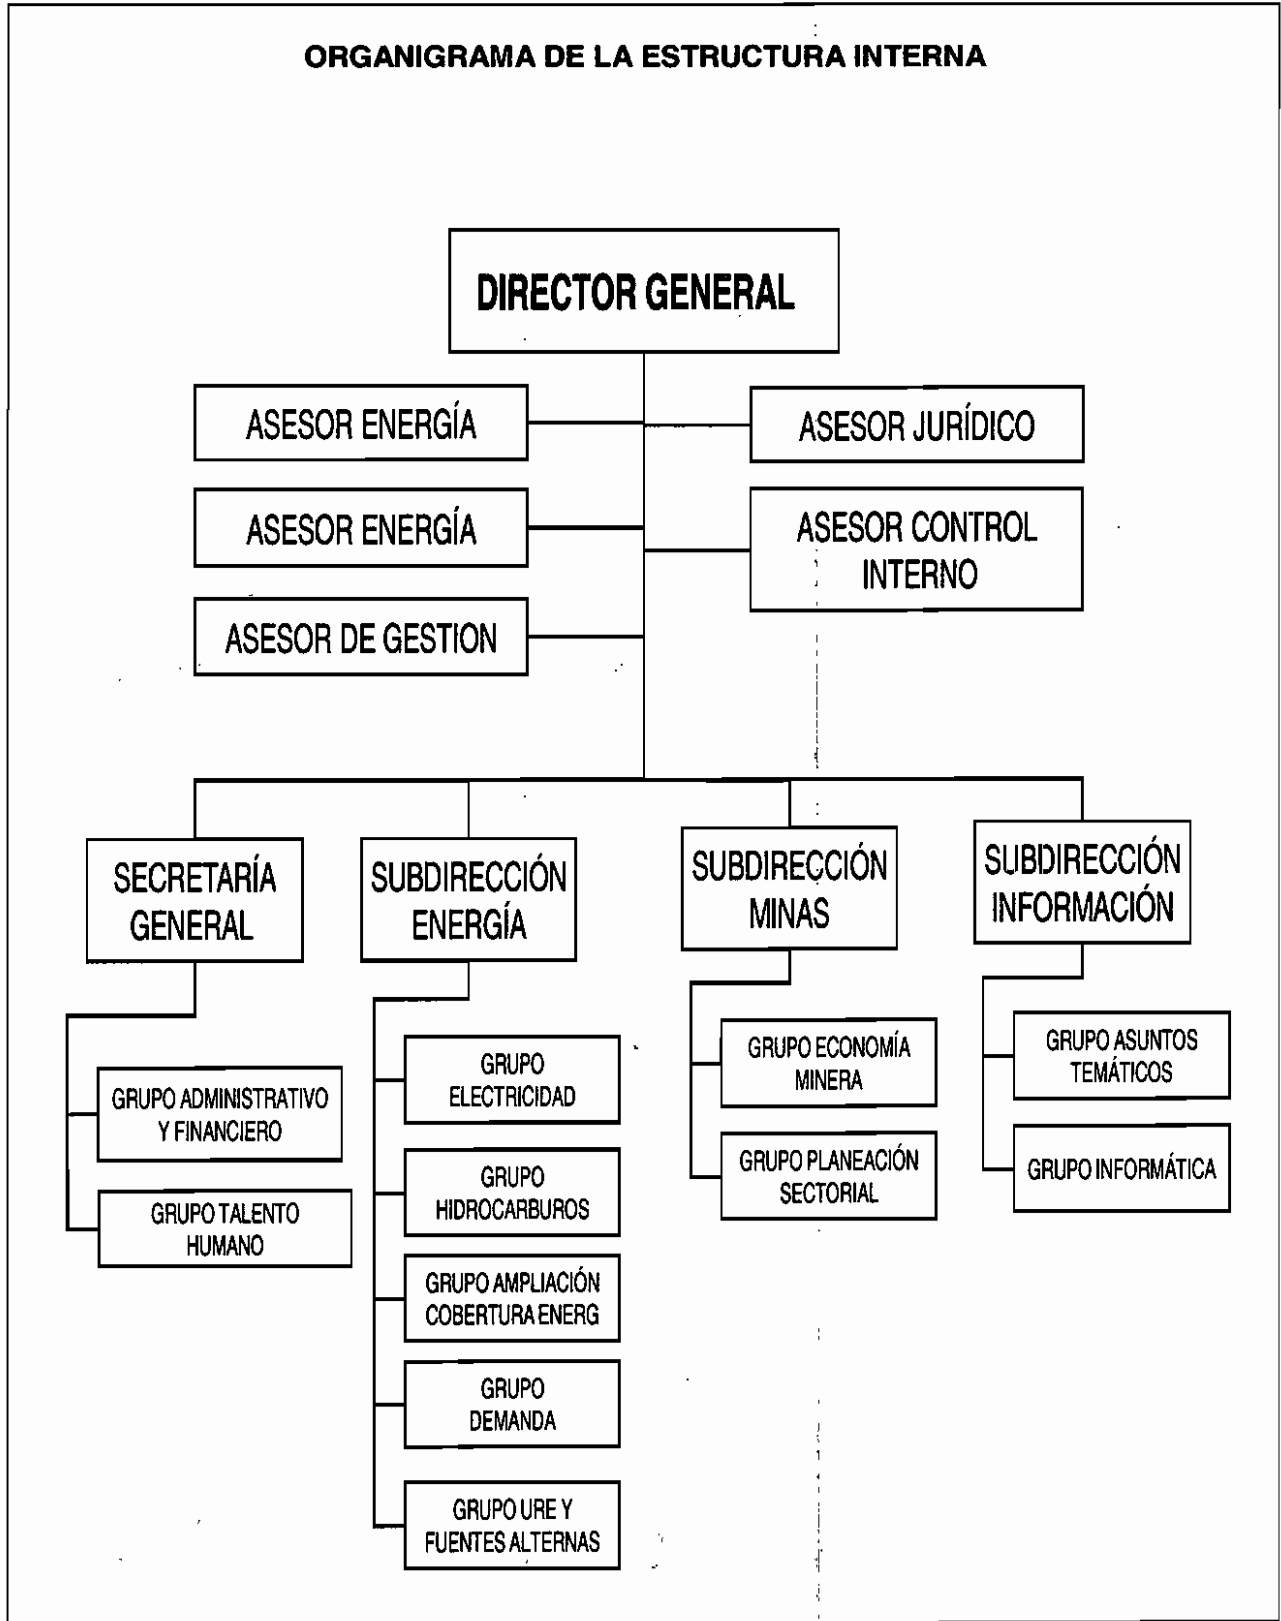 ORGANIGRAMA DE LA ESTRUCTURA INTERNA
DIRECTOR GENERAL
ASESOR ENERGÍA
ASESOR JURÍDICO
ASESOR ENERGÍA
ASESOR CONTROL
INTERNO
ASESOR DE GESTION
SECRETARÍA
GENERAL
SUBDIRECCIÓN
ENERGÍA
SUBDIRECCIÓN
MINAS
SUBDIRECCIÓN
INFORMACIÓN
GRUPO ADMINISTRATIVO
Y FINANCIERO
GRUPO TALENTO
HUMANO
GRUPO
ELECTRICIDAD
GRUPO
HIDROCARBUROS
GRUPO AMPLIACIÓN
COBERTURA ENERG
GRUPO
DEMANDA
GRUPO URE Y
FUENTES ALTERNAS
GRUPO ECONOMÍA
MINERA
GRUPO PLANEACIÓN
SECTORIAL
GRUPO ASUNTOS
TEMÁTICOS
GRUPO INFORMÁTICA